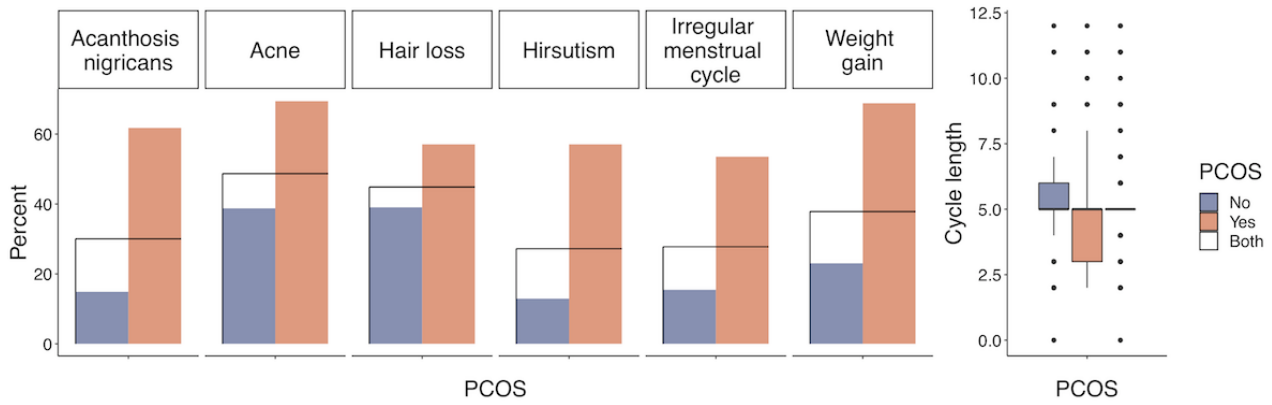 Acanthosis
nigricans
Acne
Hair loss
Hirsutism
Irregular
menstrual
cycle
Weight
gain
Percent
60
40
20
0
PCOS
Cycle length
12.5
10.0
7.5
5.0
2.5
0.0
PCOS
PCOS
No
Yes
Both